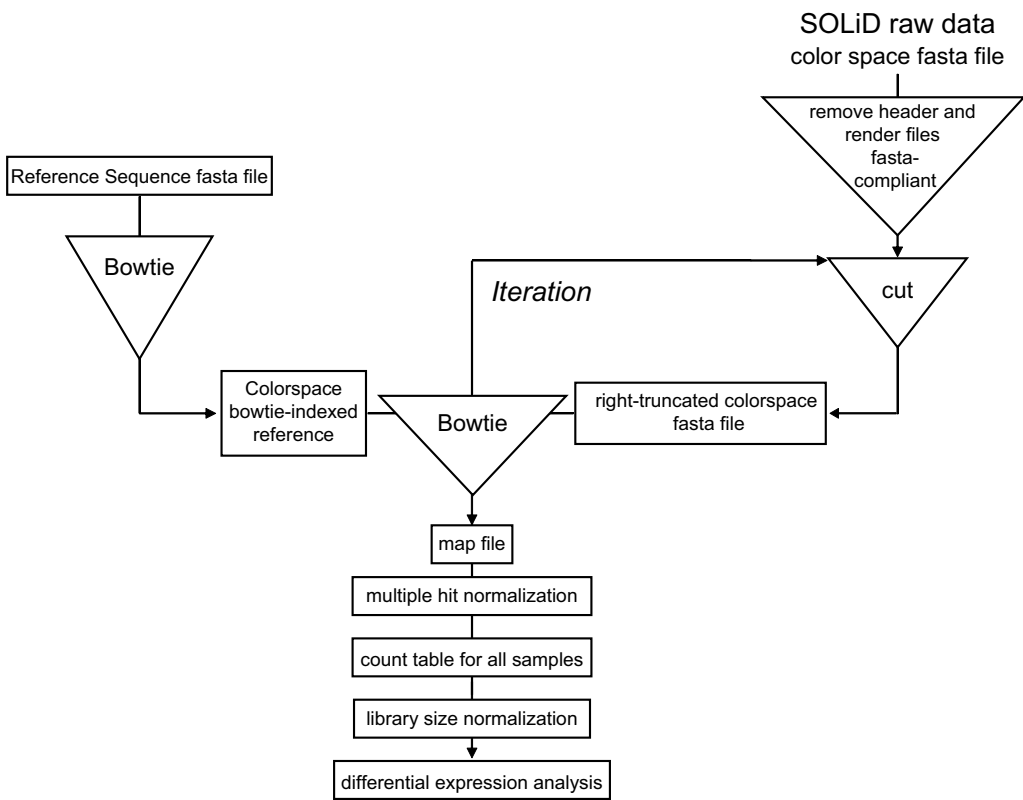 SOLiD raw data
color space fasta file
remove header and
render files
fasta-
compliant
Reference Sequence fasta file
Bowtie
Iteration
cut
Colorspace
bowtie-indexed
reference
Bowtie
right-truncated colorspace
fasta file
map file
multiple hit normalization
count table for all samples
library size normalization
differential expression analysis